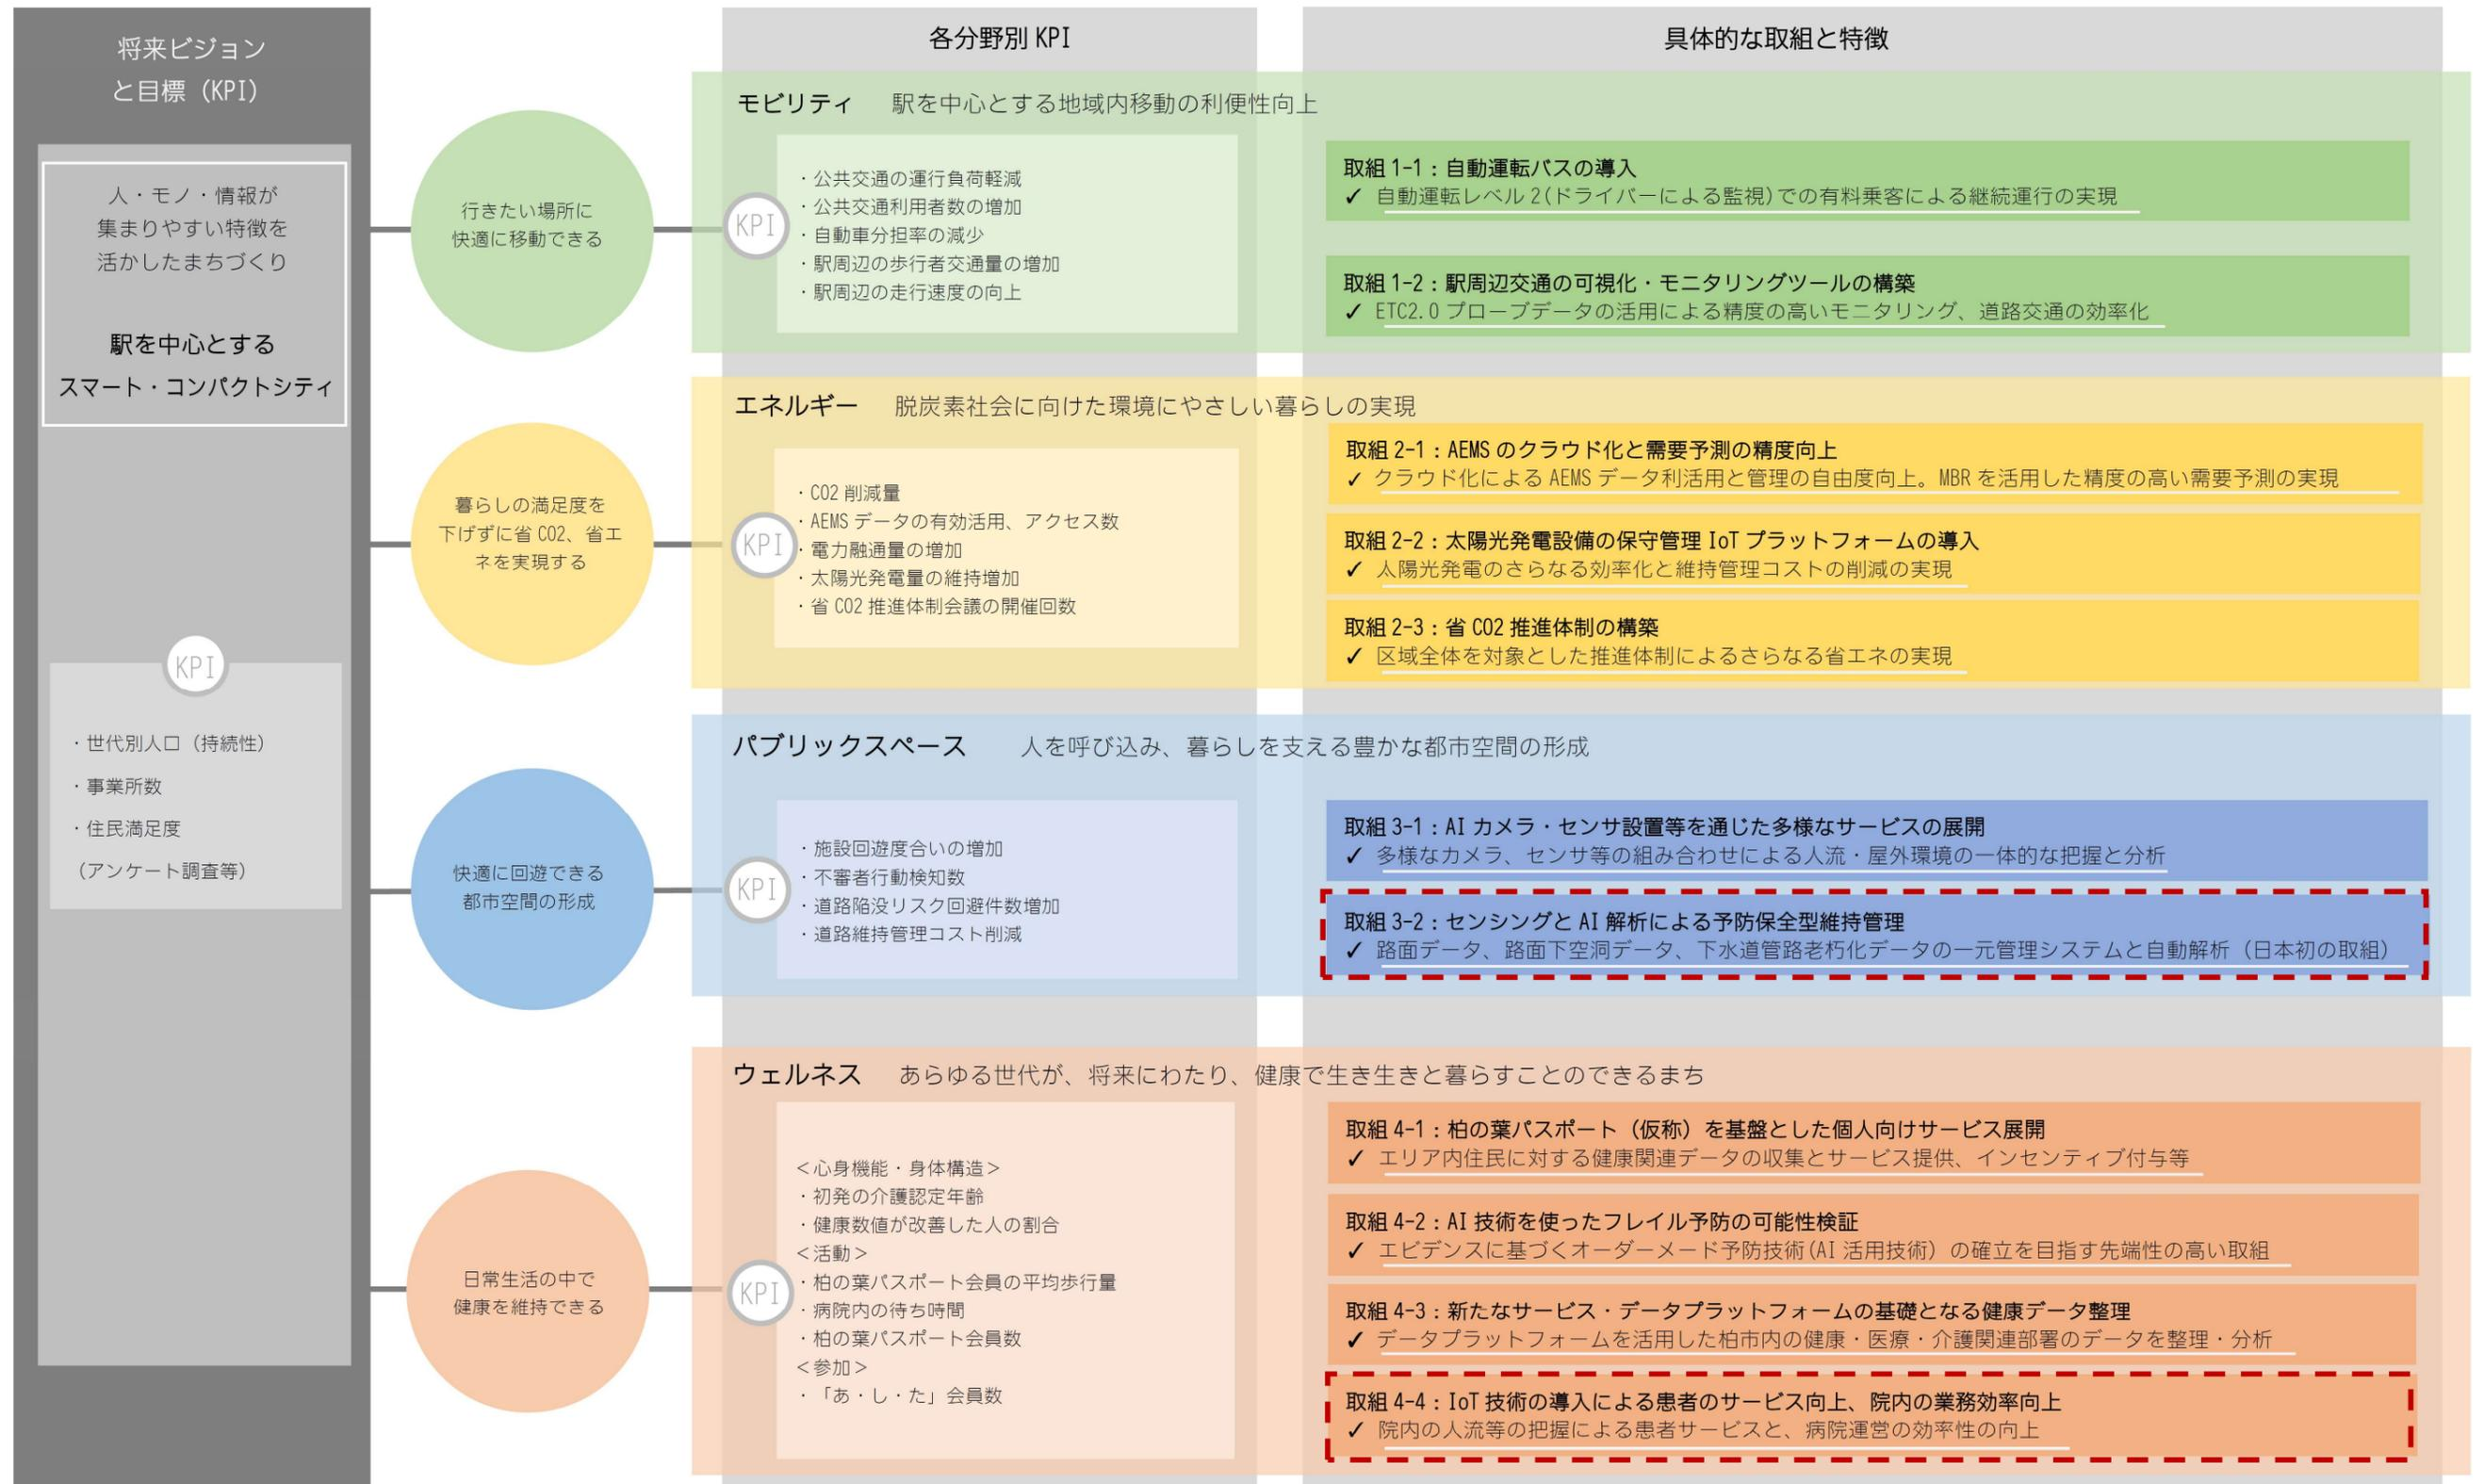 将来ビジョン
と目標（KPI）
人・モノ・情報が
集まりやすい特徴を
活かしたまちづくり
駅を中心とする
スマート・コンパクトシティ
KPI
・世代別人口（持続性）
・事業所数
・住民満足度
（アンケート調査等）
行きたい場所に
快適に移動できる
暮らしの満足度を
下げずに省 CO2、省エ
ネを実現する
快適に回遊できる
都市空間の形成
日常生活の中で
健康を維持できる
各分野別 KPI
具体的な取組と特徴
モビリティ　駅を中心とする地域内移動の利便性向上
KPI
・公共交通の運行負荷軽減
・公共交通利用者数の増加
・自動車分担率の減少
・駅周辺の歩行者交通量の増加
・駅周辺の走行速度の向上
取組 1-1：自動運転バスの導入
✓ 自動運転レベル 2(ドライバーによる監視)での有料乗客による継続運行の実現
取組 1-2：駅周辺交通の可視化・モニタリングツールの構築
✓ ETC2.0 プローブデータの活用による精度の高いモニタリング、道路交通の効率化
エネルギー　脱炭素社会に向けた環境にやさしい暮らしの実現
KPI
・CO2 削減量
・AEMS データの有効活用、アクセス数
・電力融通量の増加
・太陽光発電量の維持増加
・省 CO2 推進体制会議の開催回数
取組 2-1：AEMS のクラウド化と需要予測の精度向上
✓ クラウド化による AEMS データ利活用と管理の自由度向上。MBR を活用した精度の高い需要予測の実現
取組 2-2：太陽光発電設備の保守管理 IoT プラットフォームの導入
✓ 太陽光発電のさらなる効率化と維持管理コストの削減の実現
取組 2-3：省 CO2 推進体制の構築
✓ 区域全体を対象とした推進体制によるさらなる省エネの実現
パブリックスペース　人を呼び込み、暮らしを支える豊かな都市空間の形成
KPI
・施設回遊度合いの増加
・不審者行動検知数
・道路陥没リスク回避件数増加
・道路維持管理コスト削減
取組 3-1：AI カメラ・センサ設置等を通じた多様なサービスの展開
✓ 多様なカメラ、センサ等の組み合わせによる人流・屋外環境の一体的な把握と分析
取組 3-2：センシングと AI 解析による予防保全型維持管理
✓ 路面データ、路面下空洞データ、下水道管路老朽化データの一元管理システムと自動解析（日本初の取組）
ウェルネス　あらゆる世代が、将来にわたり、健康で生き生きと暮らすことのできるまち
KPI
＜心身機能・身体構造＞
・初発の介護認定年齢
・健康数値が改善した人の割合
＜活動＞
・柏の葉パスポート会員の平均歩行量
・病院内の待ち時間
・柏の葉パスポート会員数
＜参加＞
・「あ・し・た」会員数
取組 4-1：柏の葉パスポート（仮称）を基盤とした個人向けサービス展開
✓ エリア内住民に対する健康関連データの収集とサービス提供、インセンティブ付与等
取組 4-2：AI 技術を使ったフレイル予防の可能性検証
✓ エビデンスに基づくオーダーメード予防技術(AI 活用技術）の確立を目指す先端性の高い取組
取組 4-3：新たなサービス・データプラットフォームの基礎となる健康データ整理
✓ データプラットフォームを活用した柏市内の健康・医療・介護関連部署のデータを整理・分析
取組 4-4：IoT 技術の導入による患者のサービス向上、院内の業務効率向上
✓ 院内の人流等の把握による患者サービスと、病院運営の効率性の向上